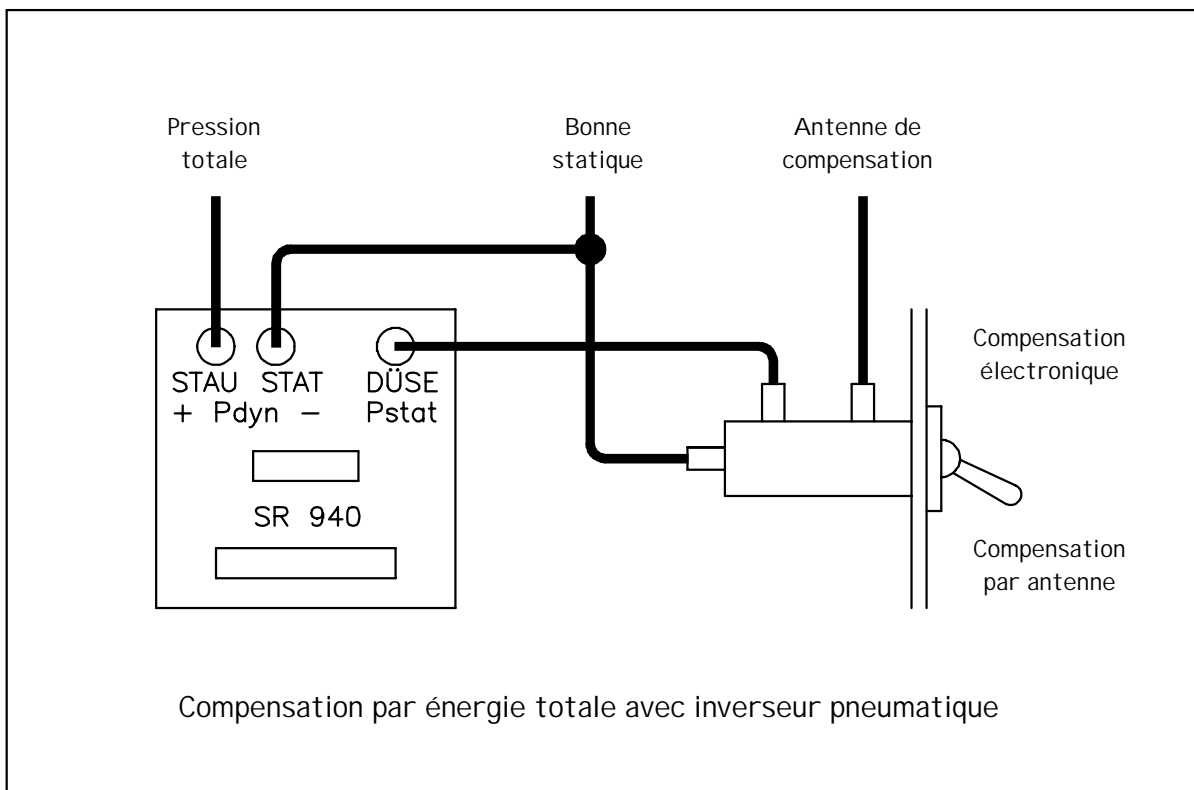 Pression
totale
Bonne
statique
Antenne de
compensation
STAU STAT DÜSE
+ Pdyn − Pstat
SR 940
Compensation
électronique
Compensation
par antenne
Compensation par énergie totale avec inverseur pneumatique